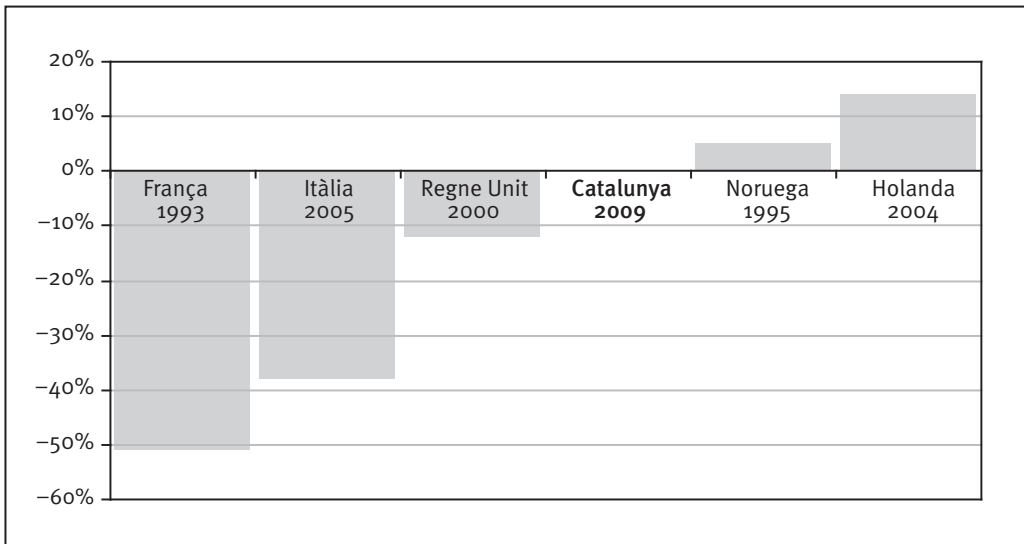 20%
10%
0%
−10%
−20%
−30%
−40%
−50%
−60%
França
1993
Itàlia
2005
Regne Unit
2000
Catalunya
2009
Noruega
1995
Holanda
2004